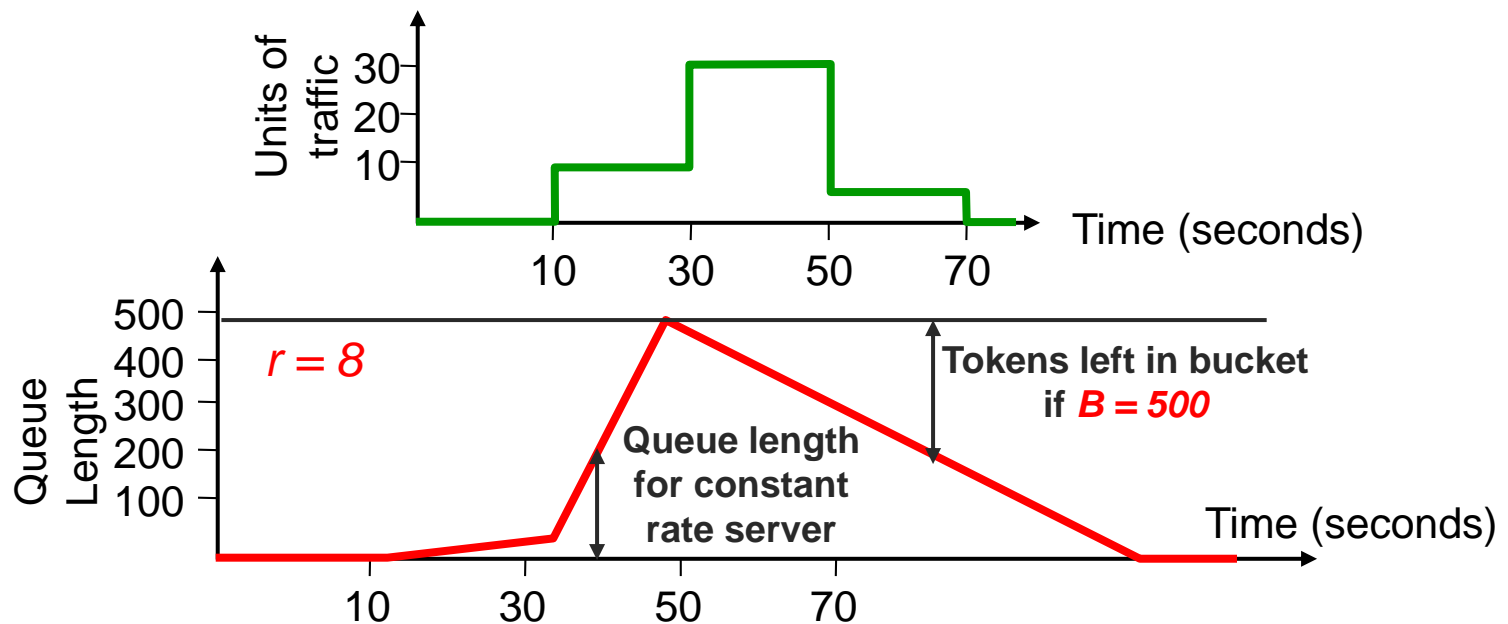 Units of
traffic
30
20
10
Time (seconds)
10 30 50 70
Queue
Length
500
400
300
200
100
r = 8
Tokens left in bucket
if B = 500
Queue length
for constant
rate server
Time (seconds)
10 30 50 70